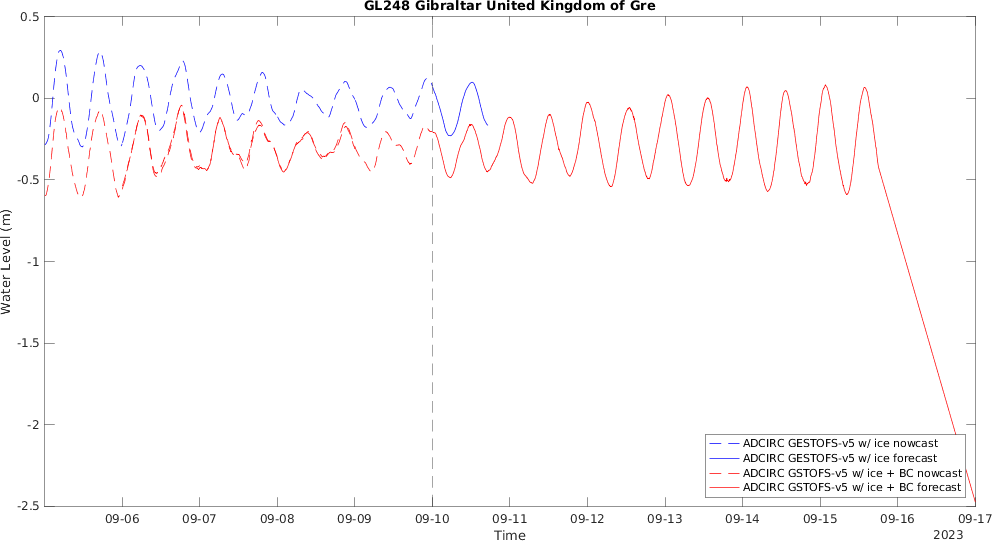 GL248 Gibraltar United Kingdom of Gre
0.5
0
-0.5
-1
-1.5
-2
-2.5
Water Level (m)
ADCIRC GESTOFS-v5 w/ ice nowcast
ADCIRC GESTOFS-v5 w/ ice forecast
ADCIRC GSTOFS-v5 w/ ice + BC nowcast
ADCIRC GSTOFS-v5 w/ ice + BC forecast
09-06 09-07 09-08 09-09 09-10 09-11 09-12 09-13 09-14 09-15 09-16 09-17
Time
2023